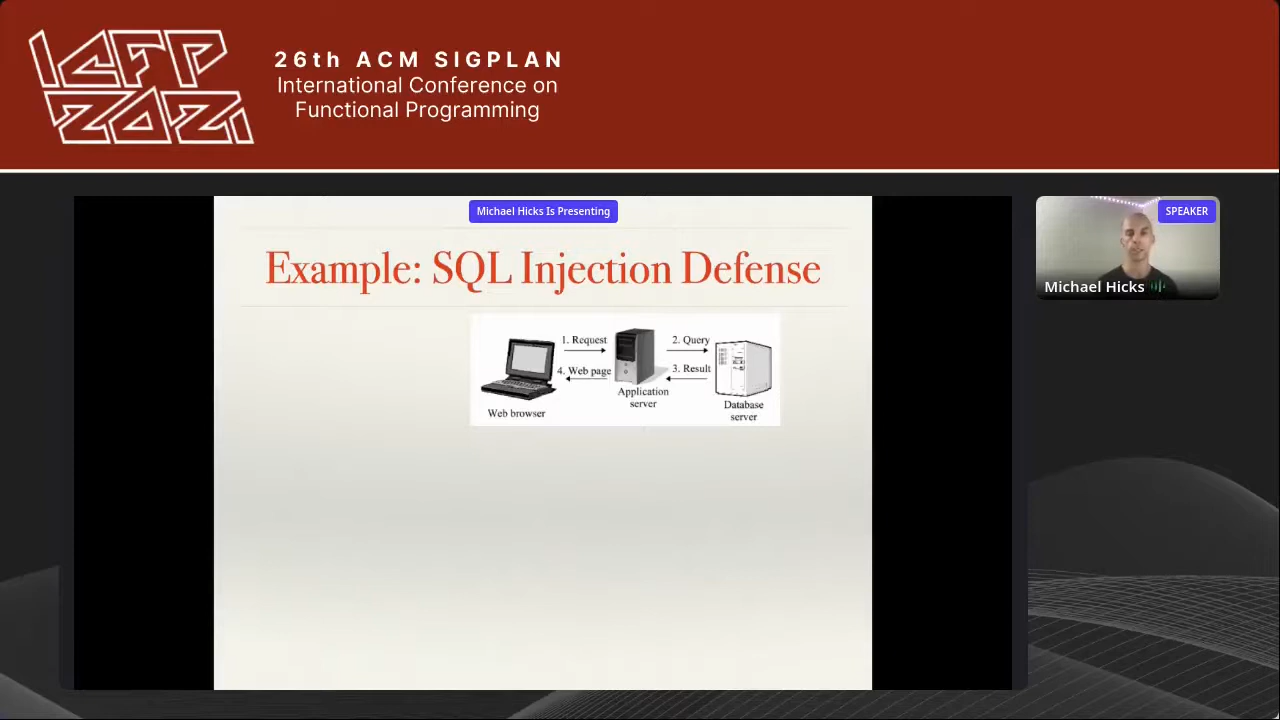 ICFP
2021
26th ACM SIGPLAN
International Conference on
Functional Programming
Michael Hicks Is Presenting
SPEAKER
Michael Hicks
Example: SQL Injection Defense
1. Request
2. Query
4. Web page
3. Result
Application
server
Web browser
Database
server